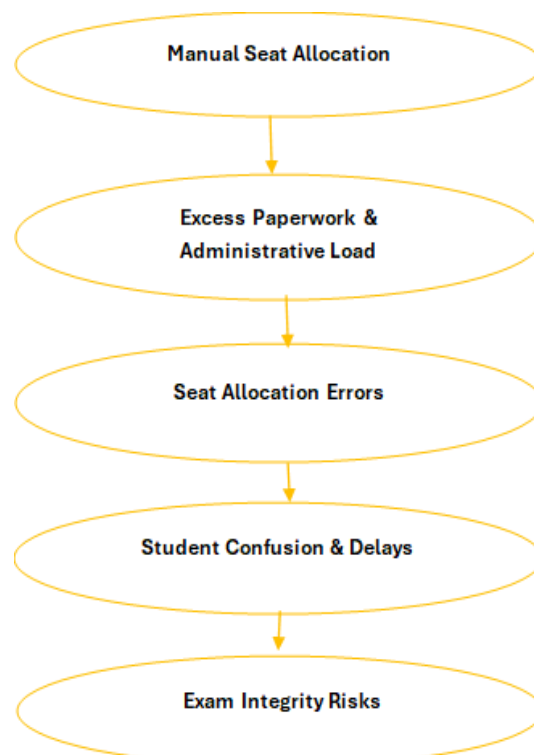 Manual Seat Allocation
Excess Paperwork &
Administrative Load
Seat Allocation Errors
Student Confusion & Delays
Exam Integrity Risks